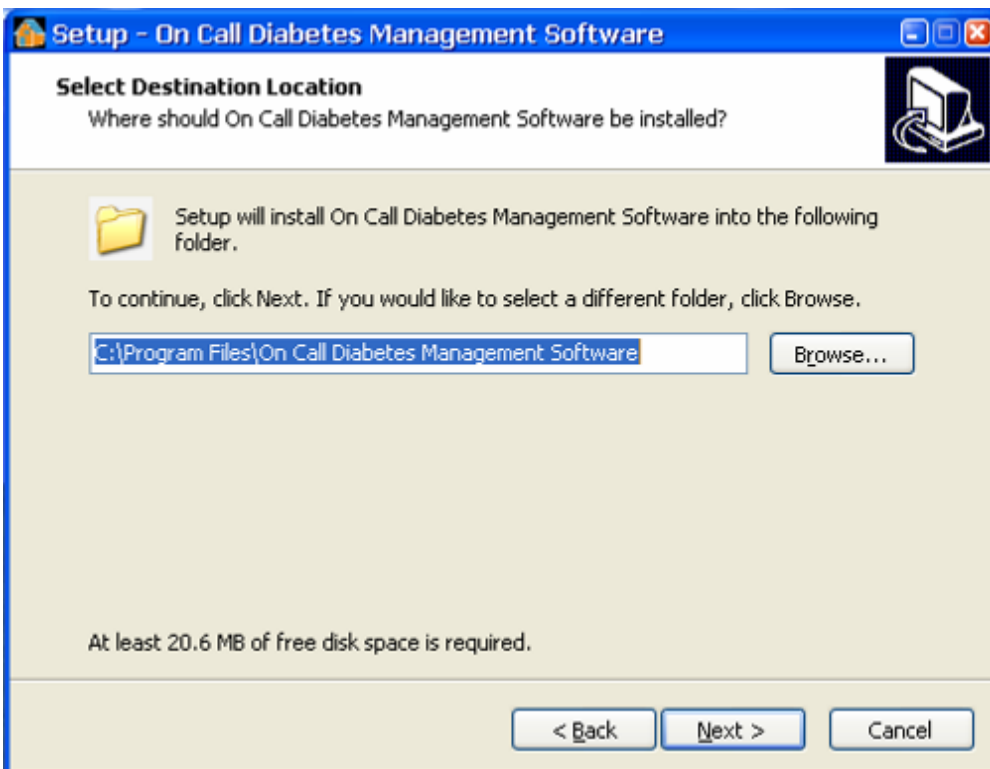 Setup - On Call Diabetes Management Software
Select Destination Location
Where should On Call Diabetes Management Software be installed?
Setup will install On Call Diabetes Management Software into the following
folder.
To continue, click Next. If you would like to select a different folder, click Browse.
C:\Program Files\On Call Diabetes Management Software
Browse...
At least 20.6 MB of free disk space is required.
< Back
Next >
Cancel